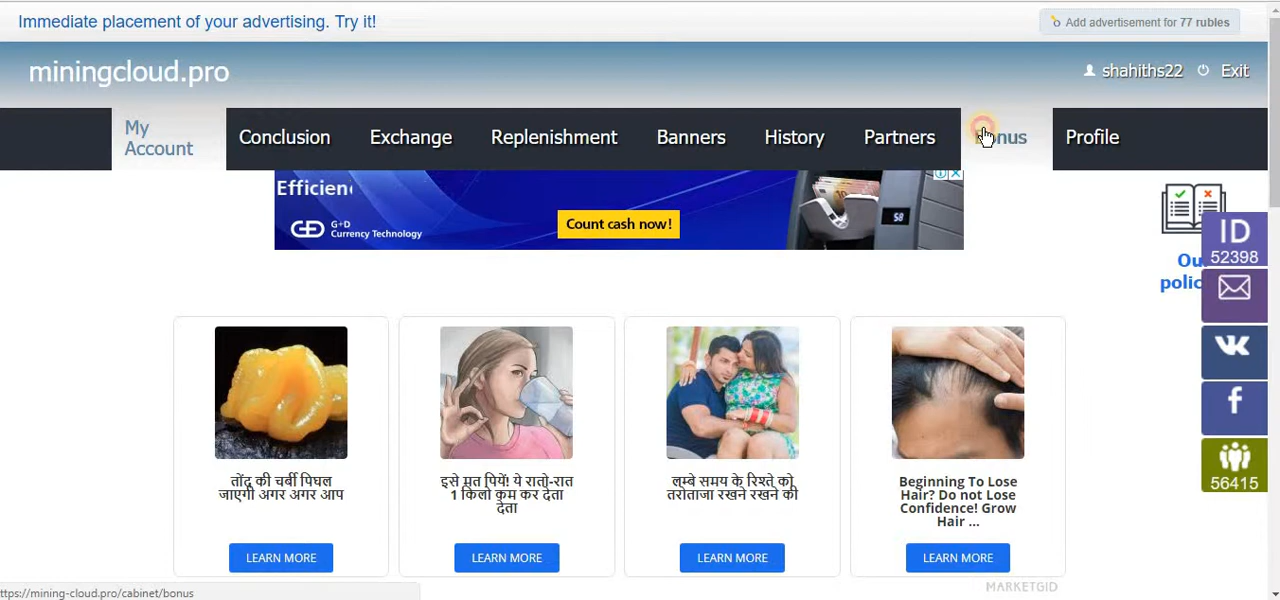 Immediate placement of your advertising. Try it!
Add advertisement for 77 rubles
miningcloud.pro
shahiths22
Exit
My
Account
Conclusion
Exchange
Replenishment
Banners
History
Partners
Profile
G+D
Currency Technology
Count cash now!
58
ID
52398
56415
तोंद की चर्बी पिघल
जाएगी अगर अगर आप
इसे मत पियें! ये रातो-रात
1 किलो कम कर देता
देता
लम्बे समय के रिश्ते को
तरोताजा रखने रखने की
Beginning To Lose
Hair? Do not Lose
Confidence! Grow
Hair ...
LEARN MORE
LEARN MORE
LEARN MORE
LEARN MORE
MARKETGID
ttps://mining-cloud.pro/cabinet/bonus